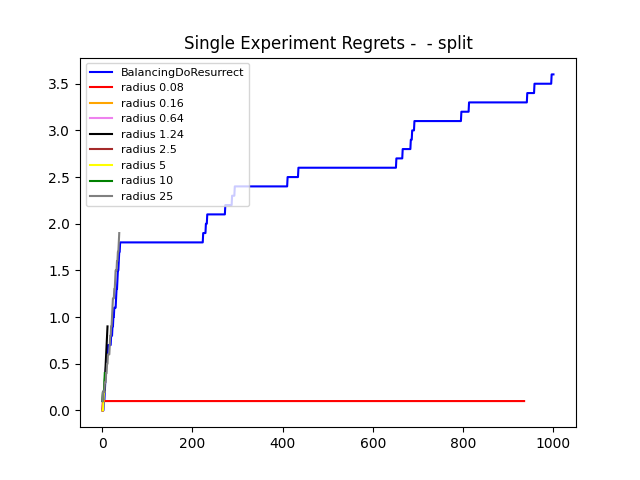 Single Experiment Regrets -  - split
BalancingDoResurrect
radius 0.08
radius 0.16
radius 0.64
radius 1.24
radius 2.5
radius 5
radius 10
radius 25
3.5
3.0
2.5
2.0
1.5
1.0
0.5
0.0
0 200 400 600 800 1000